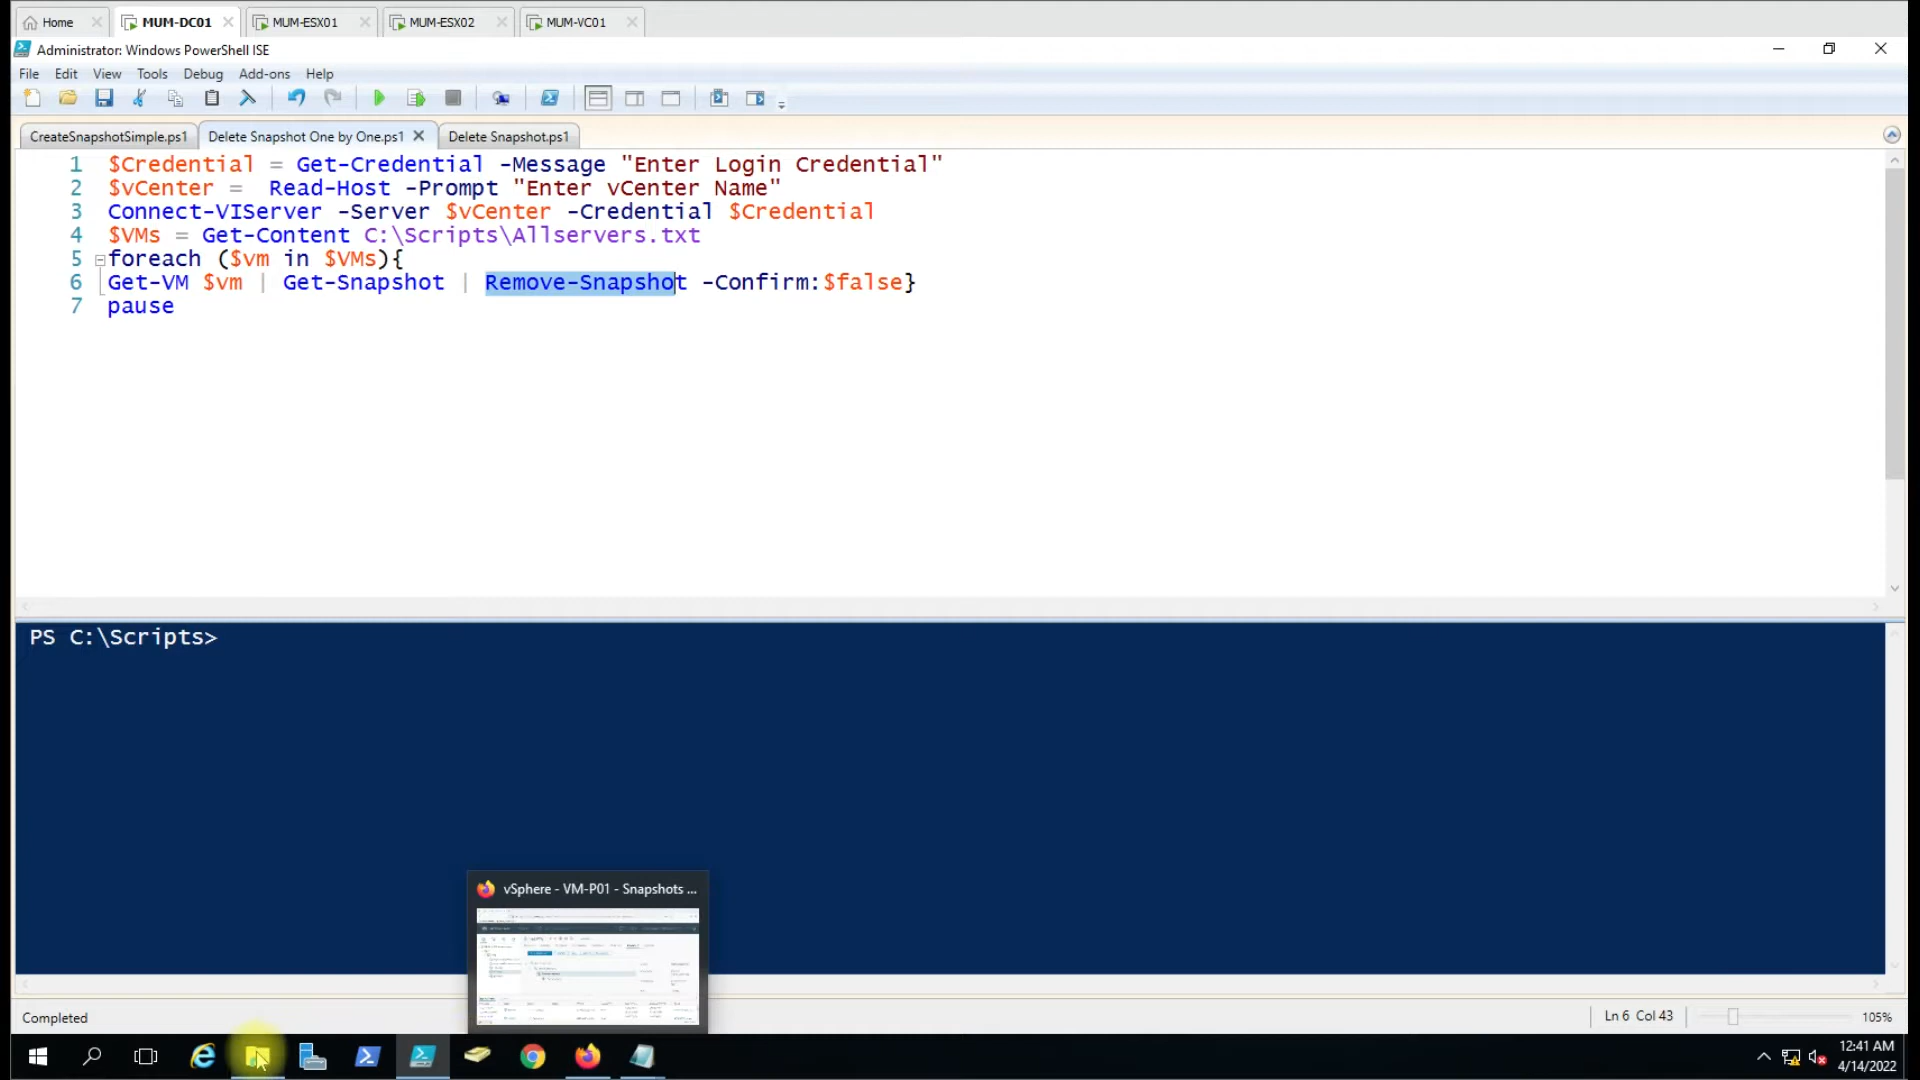 Home
MUM-DC01
MUM-ESX01
MUM-ESX02
MUM-VC01
Administrator: Windows PowerShell ISE
File Edit View Tools Debug Add-ons Help
CreateSnapshotSimple.ps1
Delete Snapshot One by One.ps1
Delete Snapshot.ps1
1 $Credential = Get-Credential -Message "Enter Login Credential"
2 $vCenter =  Read-Host -Prompt "Enter vCenter Name"
3 Connect-VIServer -Server $vCenter -Credential $Credential
4 $VMs = Get-Content C:\Scripts\Allservers.txt
5 foreach ($vm in $VMs){
6 Get-VM $vm | Get-Snapshot | Remove-Snapshot -Confirm:$false}
7 pause
PS C:\Scripts>
vSphere - VM-P01 - Snapshots ...
Completed
Ln 6 Col 43
105%
12:41 AM
4/14/2022